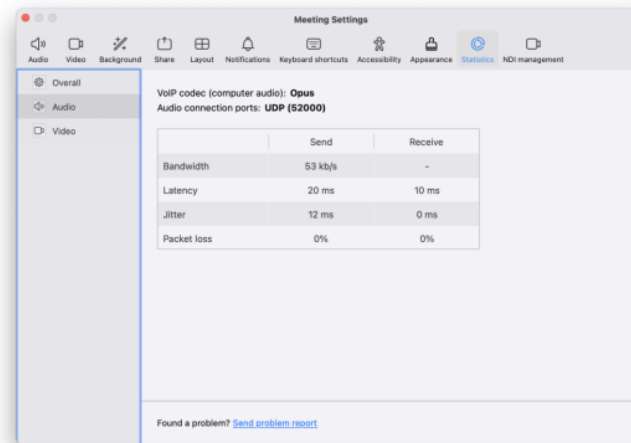 Meeting Settings
Audio Video Background Share Layout Notifications Keyboard shortcuts Accessibility Appearance Statistics NDI management
Overall
Audio
Video
VoIP codec (computer audio): Opus
Audio connection ports: UDP (52000)
Send Receive
Bandwidth 53 kb/s -
Latency 20 ms 10 ms
Jitter 12 ms 0 ms
Packet loss 0% 0%
Found a problem? Send problem report